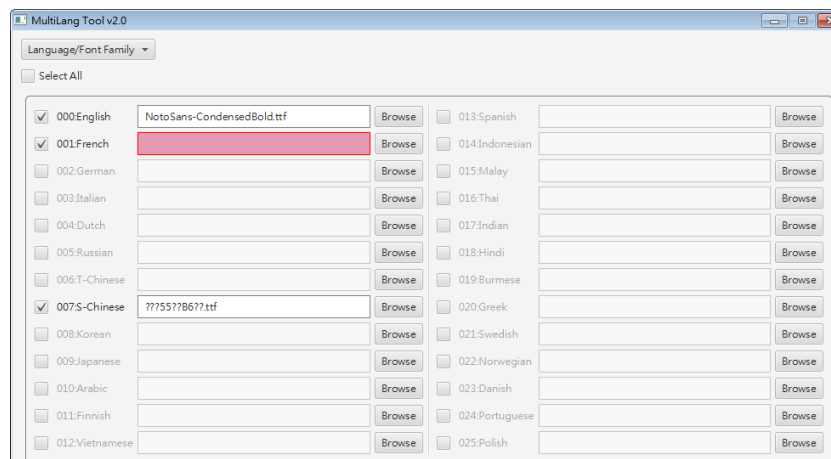 MultiLang Tool v2.0
Language/Font Family
Select All
000:English NotoSans-CondensedBold.ttf Browse 013:Spanish Browse
001:French Browse 014:Indonesian Browse
002:German Browse 015:Malay Browse
003:Italian Browse 016:Thai Browse
004:Dutch Browse 017:Indian Browse
005:Russian Browse 018:Hindi Browse
006:T-Chinese Browse 019:Burmese Browse
007:S-Chinese ???55??B6??.ttf Browse 020:Greek Browse
008:Korean Browse 021:Swedish Browse
009:Japanese Browse 022:Norwegian Browse
010:Arabic Browse 023:Danish Browse
011:Finnish Browse 024:Portuguese Browse
012:Vietnamese Browse 025:Polish Browse